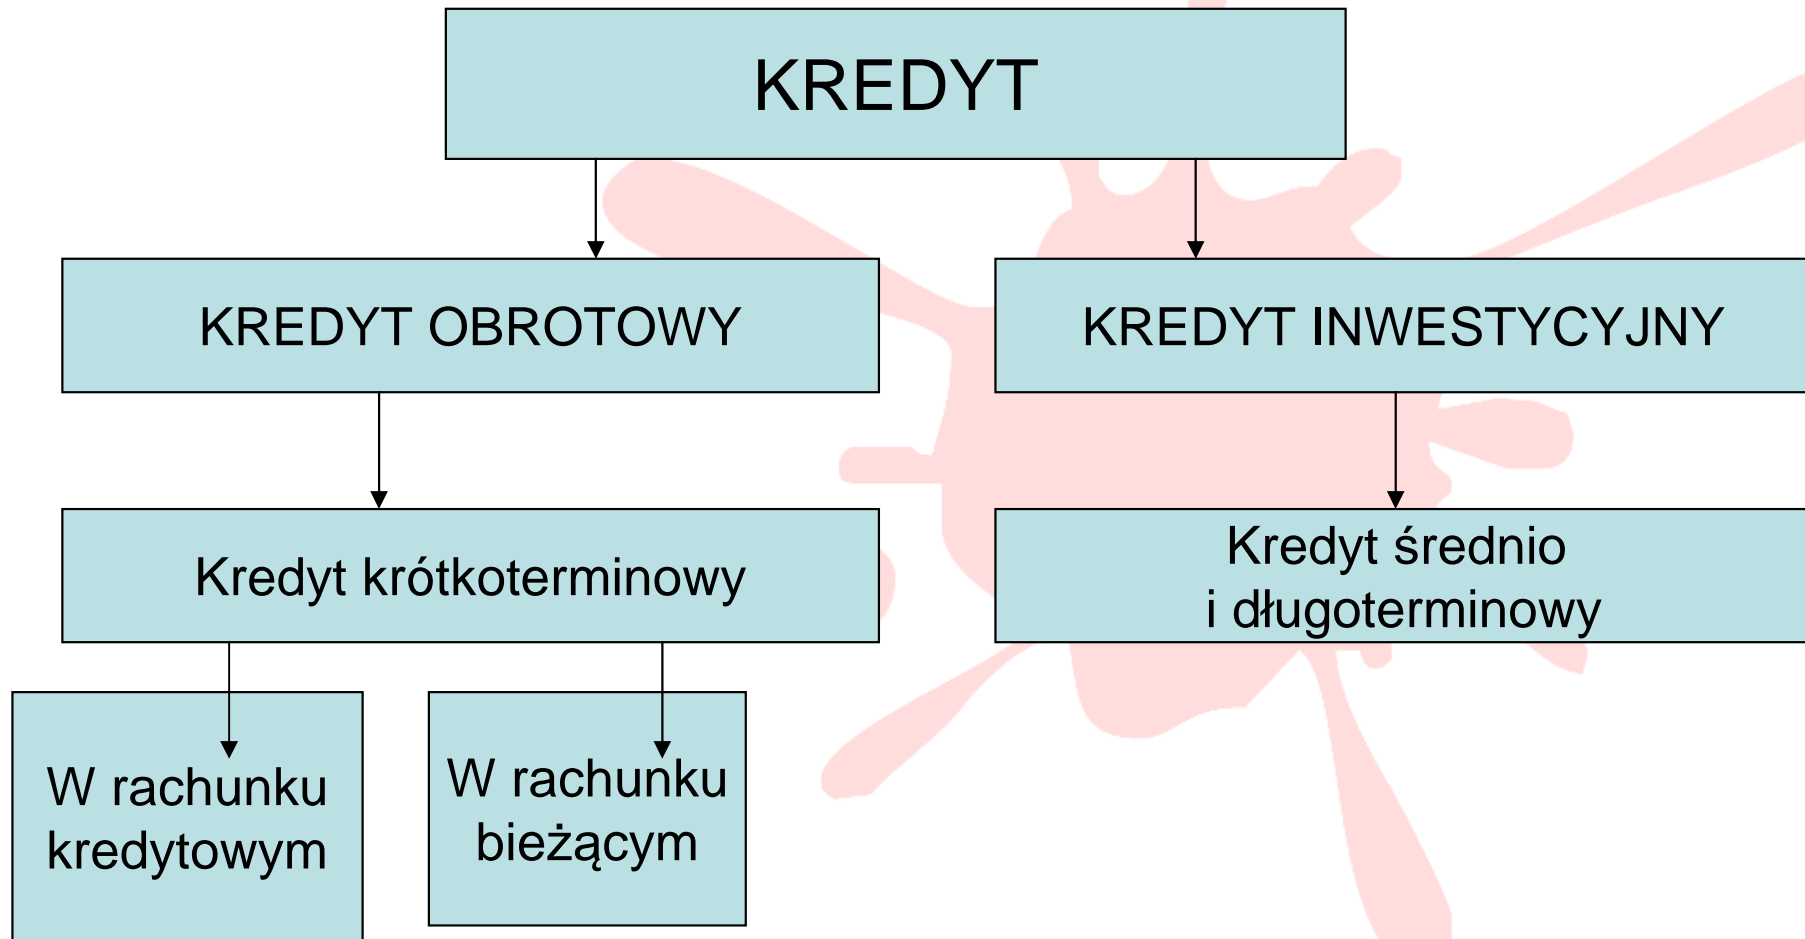 KREDYT
KREDYT OBROTOWY
KREDYT INWESTYCYJNY
Kredyt krótkoterminowy
Kredyt średnio
i długoterminowy
W rachunku
kredytowym
W rachunku
bieżącym